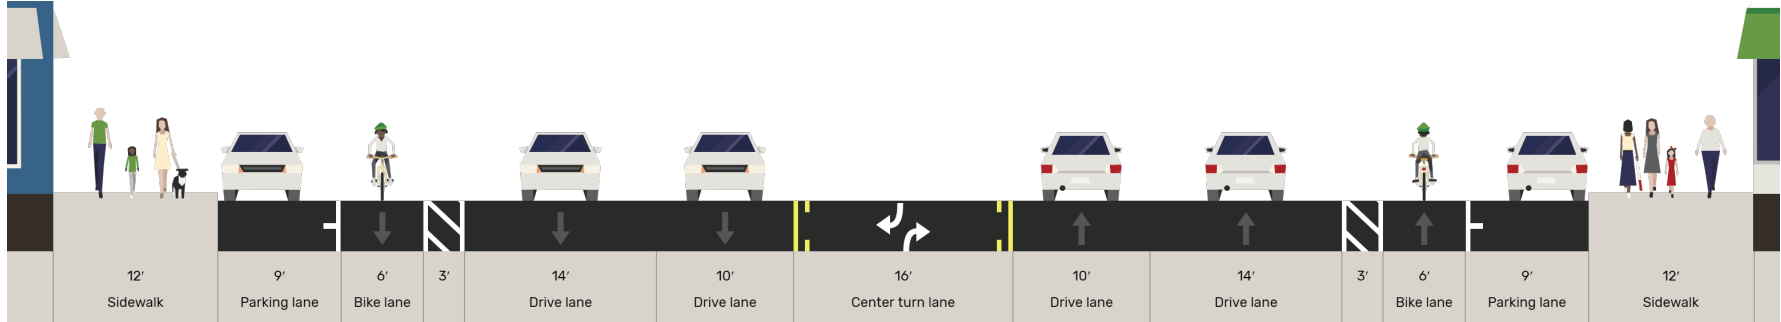 12′ 9′ 6′ 3′ 14′ 10′ 16′ 10′ 14′ 3′ 6′ 9′ 12′
Sidewalk Parking lane Bike lane Drive lane Drive lane Center turn lane Drive lane Drive lane Bike lane Parking lane Sidewalk